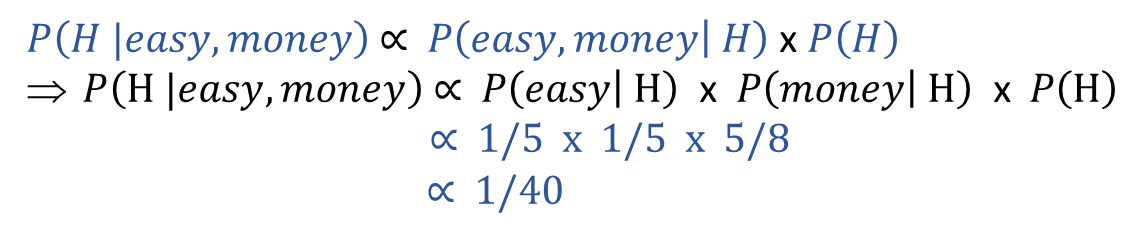 P(H |easy, money) ∝ P(easy, money| H) x P(H)
⇒ P(H |easy, money) ∝ P(easy| H) x P(money| H) x P(H)
∝ 1/5 x 1/5 x 5/8
∝ 1/40